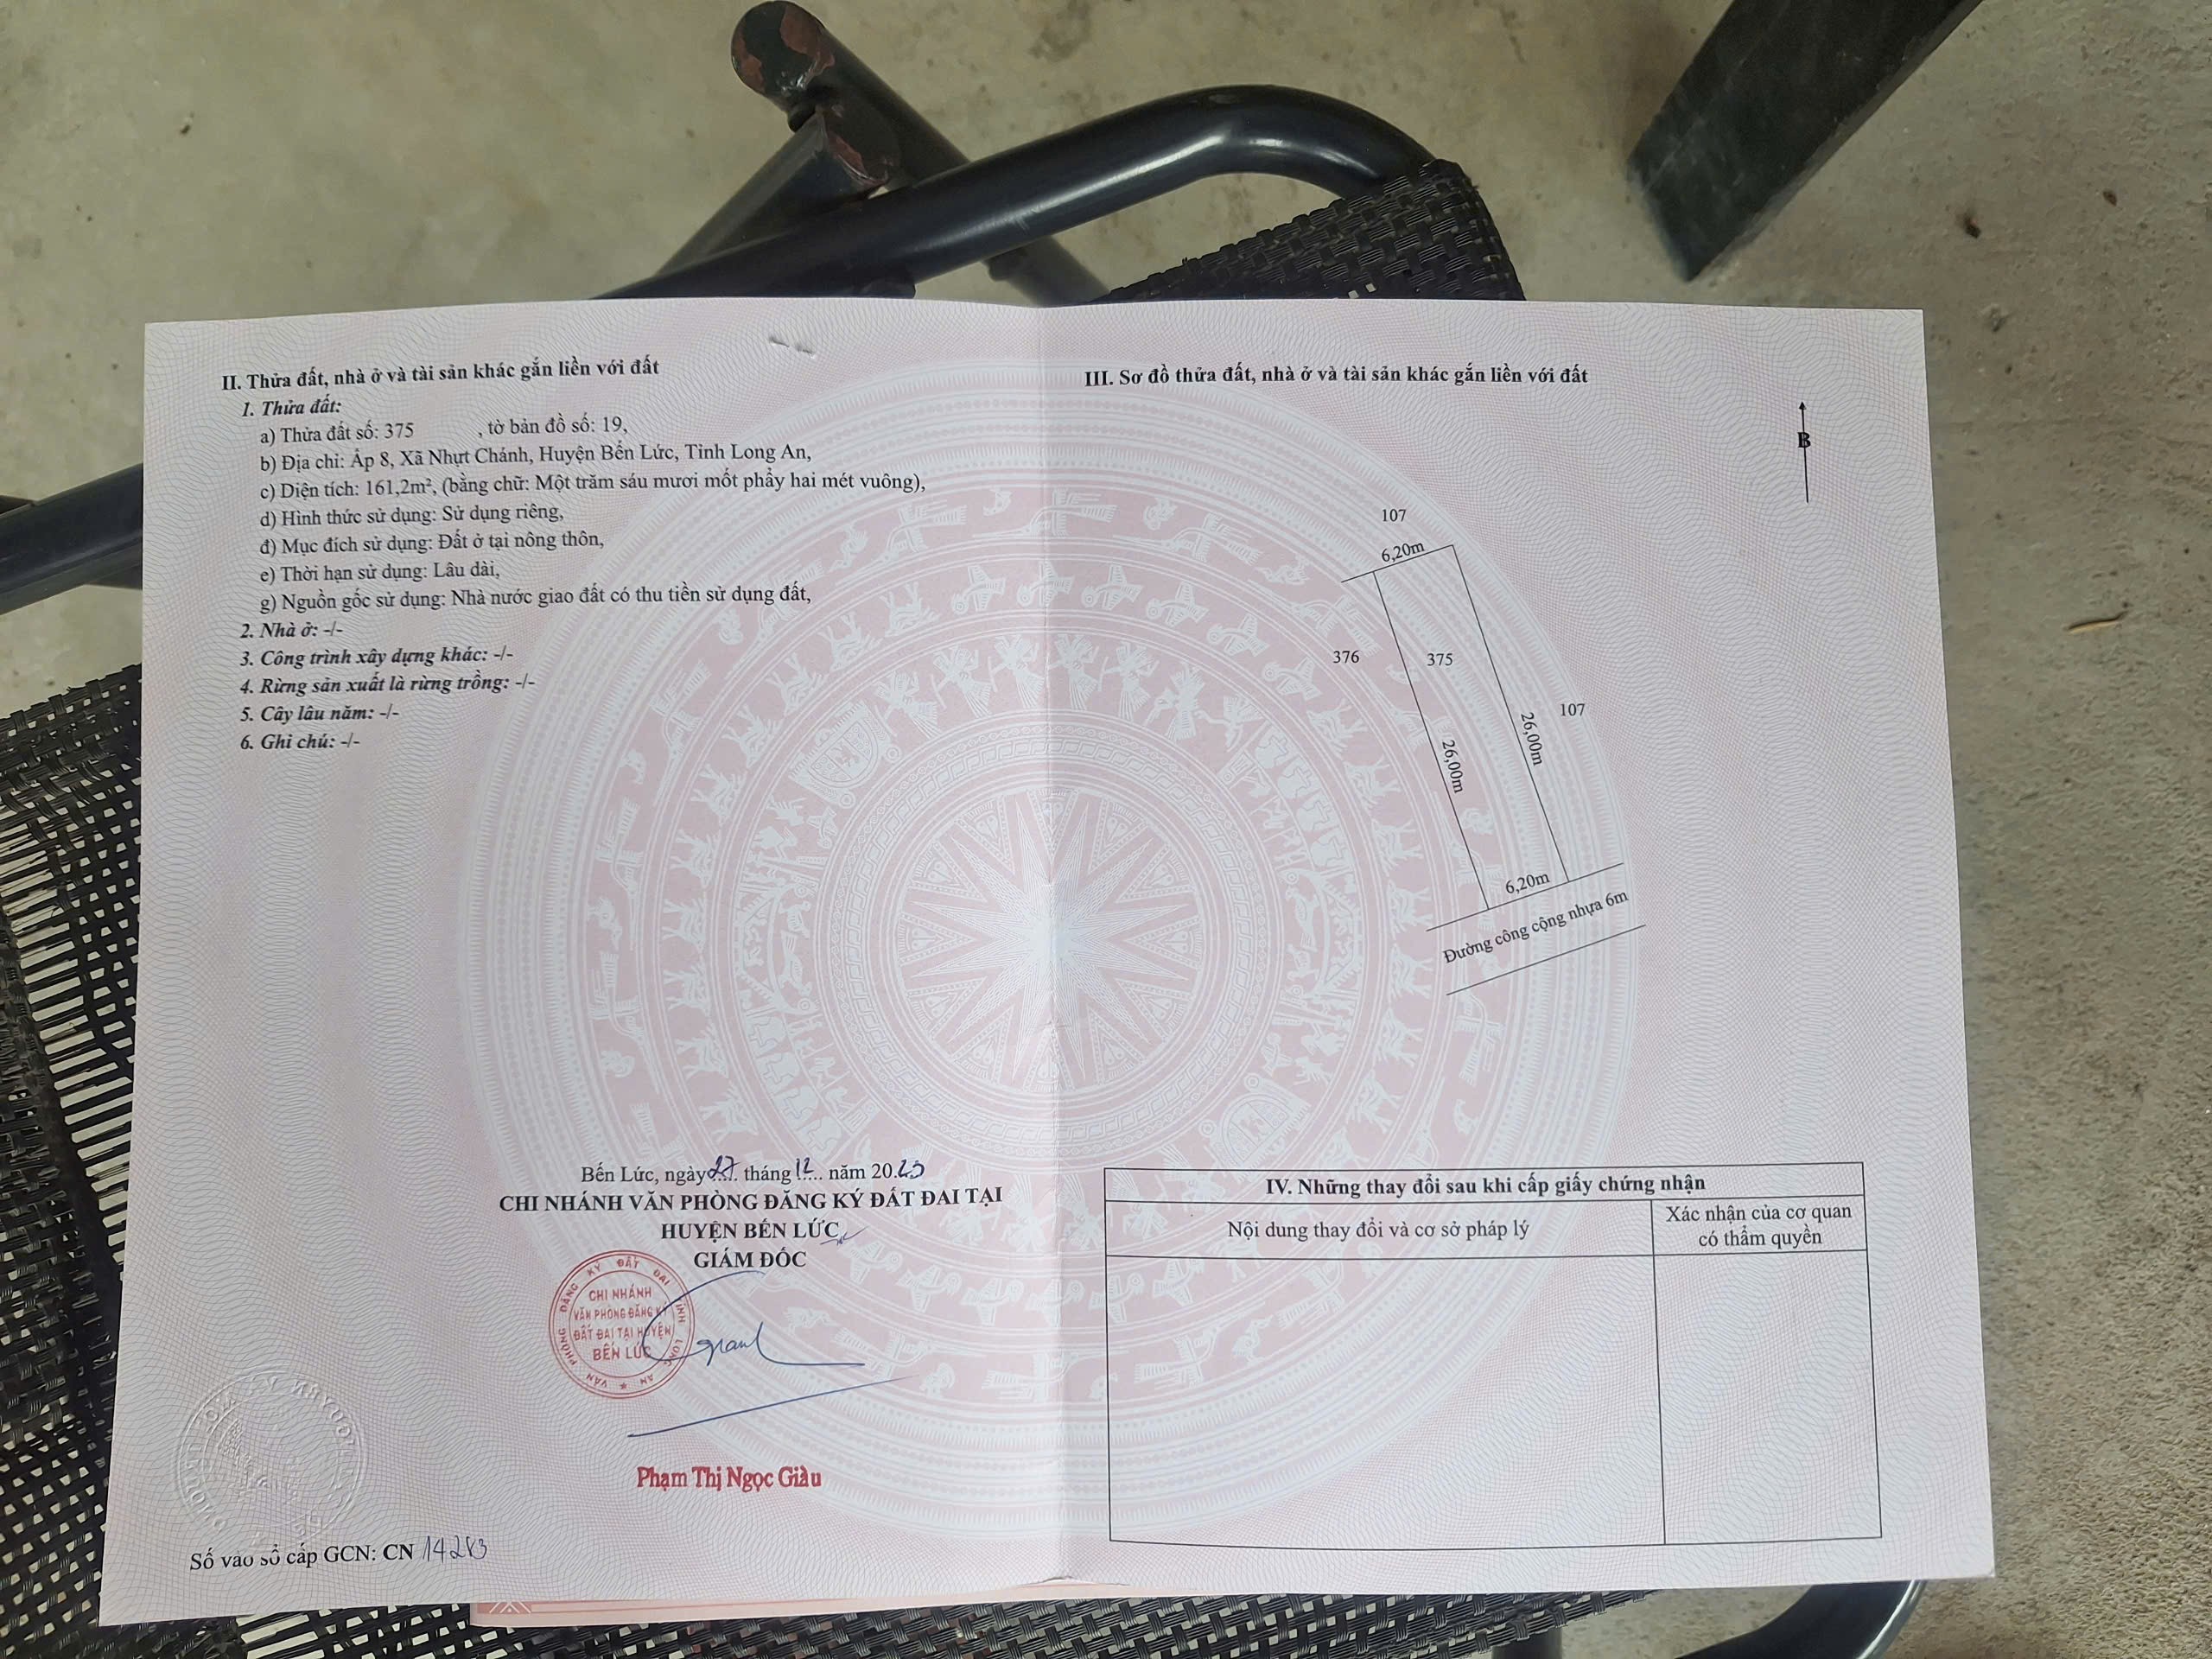 II. Thửa đất, nhà ở và tài sản khác gắn liền với đất
1. Thửa đất:
a) Thửa đất số: 375 , tờ bản đồ số: 19,
b) Địa chỉ: Ấp 8, Xã Nhựt Chánh, Huyện Bến Lức, Tỉnh Long An,
c) Diện tích: 161,2m², (bằng chữ: Một trăm sáu mươi mốt phẩy hai mét vuông),
d) Hình thức sử dụng: Sử dụng riêng,
đ) Mục đích sử dụng: Đất ở tại nông thôn,
e) Thời hạn sử dụng: Lâu dài,
g) Nguồn gốc sử dụng: Nhà nước giao đất có thu tiền sử dụng đất,
2. Nhà ở: -/-
3. Công trình xây dựng khác: -/-
4. Rừng sản xuất là rừng trồng: -/-
5. Cây lâu năm: -/-
6. Ghi chú: -/-
Bến Lức, ngày 27 tháng 12 năm 2023
CHI NHÁNH VĂN PHÒNG ĐĂNG KÝ ĐẤT ĐAI TẠI
HUYỆN BẾN LỨC
GIÁM ĐỐC
VĂN PHÒNG ĐĂNG KÝ ĐẤT ĐAI TỈNH LONG AN
CHI NHÁNH
VĂN PHÒNG ĐĂNG KÝ
ĐẤT ĐAI TẠI HUYỆN
BẾN LỨC
Phạm Thị Ngọc Giàu
Số vào sổ cấp GCN: CN 14283
III. Sơ đồ thửa đất, nhà ở và tài sản khác gắn liền với đất
B
107
6,20m
376
375
107
26,00m
26,00m
6,20m
Đường công cộng nhựa 6m
IV. Những thay đổi sau khi cấp giấy chứng nhận
Nội dung thay đổi và cơ sở pháp lý
Xác nhận của cơ quan
có thẩm quyền